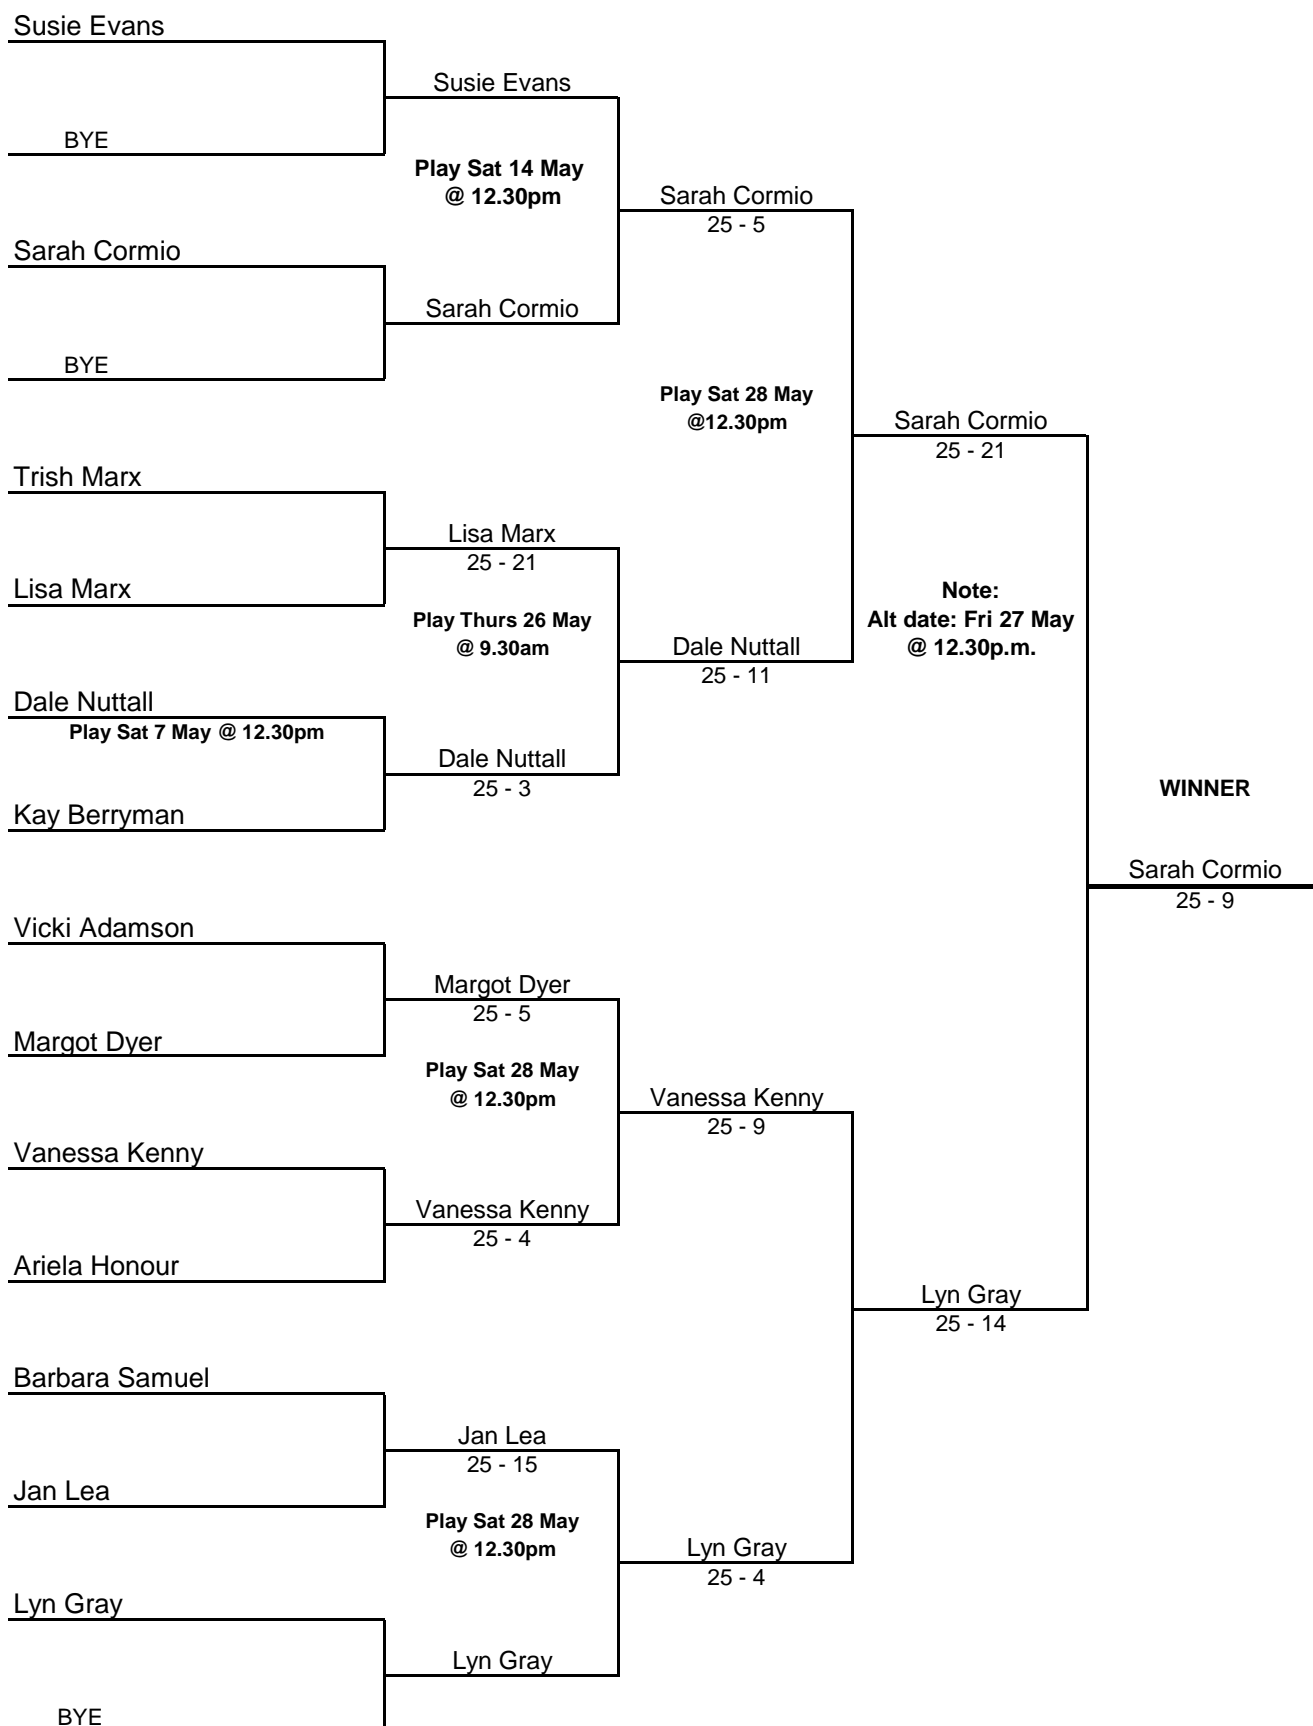 Susie Evans
Susie Evans
BYE
Play Sat 14 May
@ 12.30pm
Sarah Cormio
25 - 5
Sarah Cormio
Sarah Cormio
BYE
Play Sat 28 May
@12.30pm
Sarah Cormio
25 - 21
Trish Marx
Lisa Marx
25 - 21
Lisa Marx
Play Thurs 26 May
@ 9.30am
Note:
Alt date: Fri 27 May
@ 12.30p.m.
Dale Nuttall
25 - 11
Dale Nuttall
Play Sat 7 May @ 12.30pm
Dale Nuttall
25 - 3
Kay Berryman
WINNER
Sarah Cormio
25 - 9
Vicki Adamson
Margot Dyer
25 - 5
Margot Dyer
Play Sat 28 May
@ 12.30pm
Vanessa Kenny
25 - 9
Vanessa Kenny
Vanessa Kenny
25 - 4
Ariela Honour
Lyn Gray
25 - 14
Barbara Samuel
Jan Lea
25 - 15
Jan Lea
Play Sat 28 May
@ 12.30pm
Lyn Gray
25 - 4
Lyn Gray
Lyn Gray
BYE